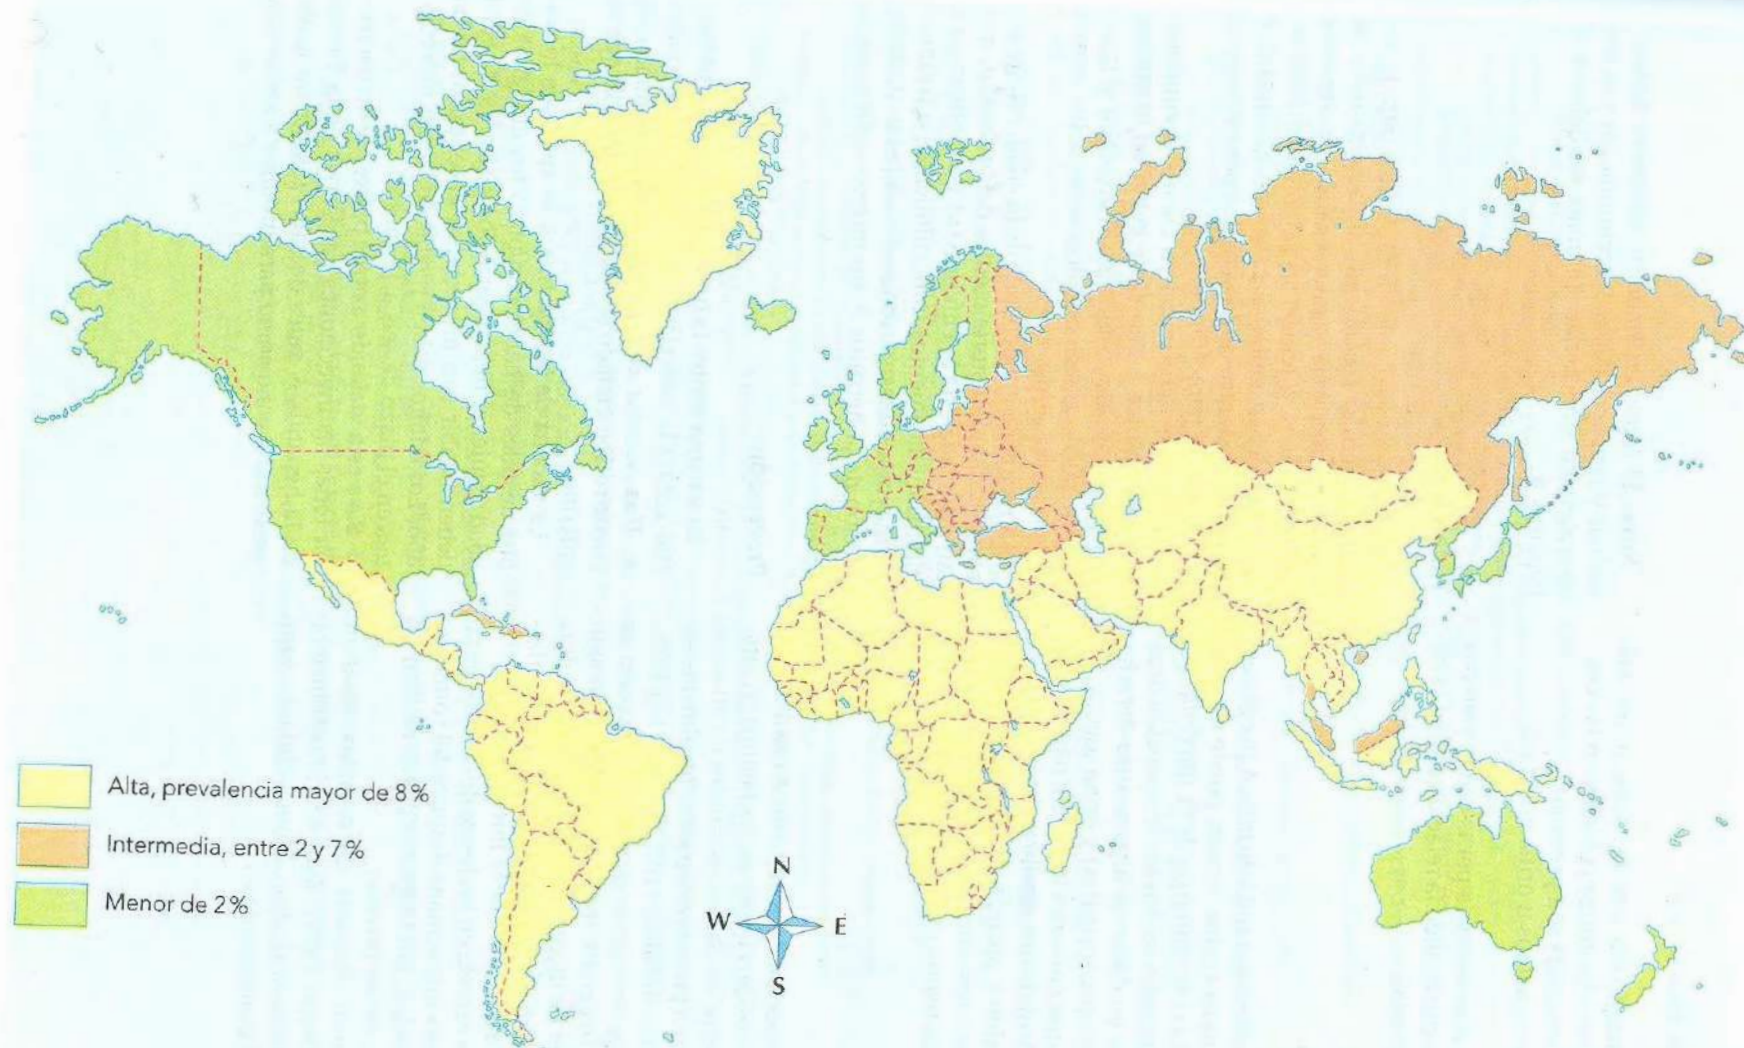 Alta, prevalencia mayor de 8%
Intermedia, entre 2 y 7%
Menor de 2%
N
W E
S